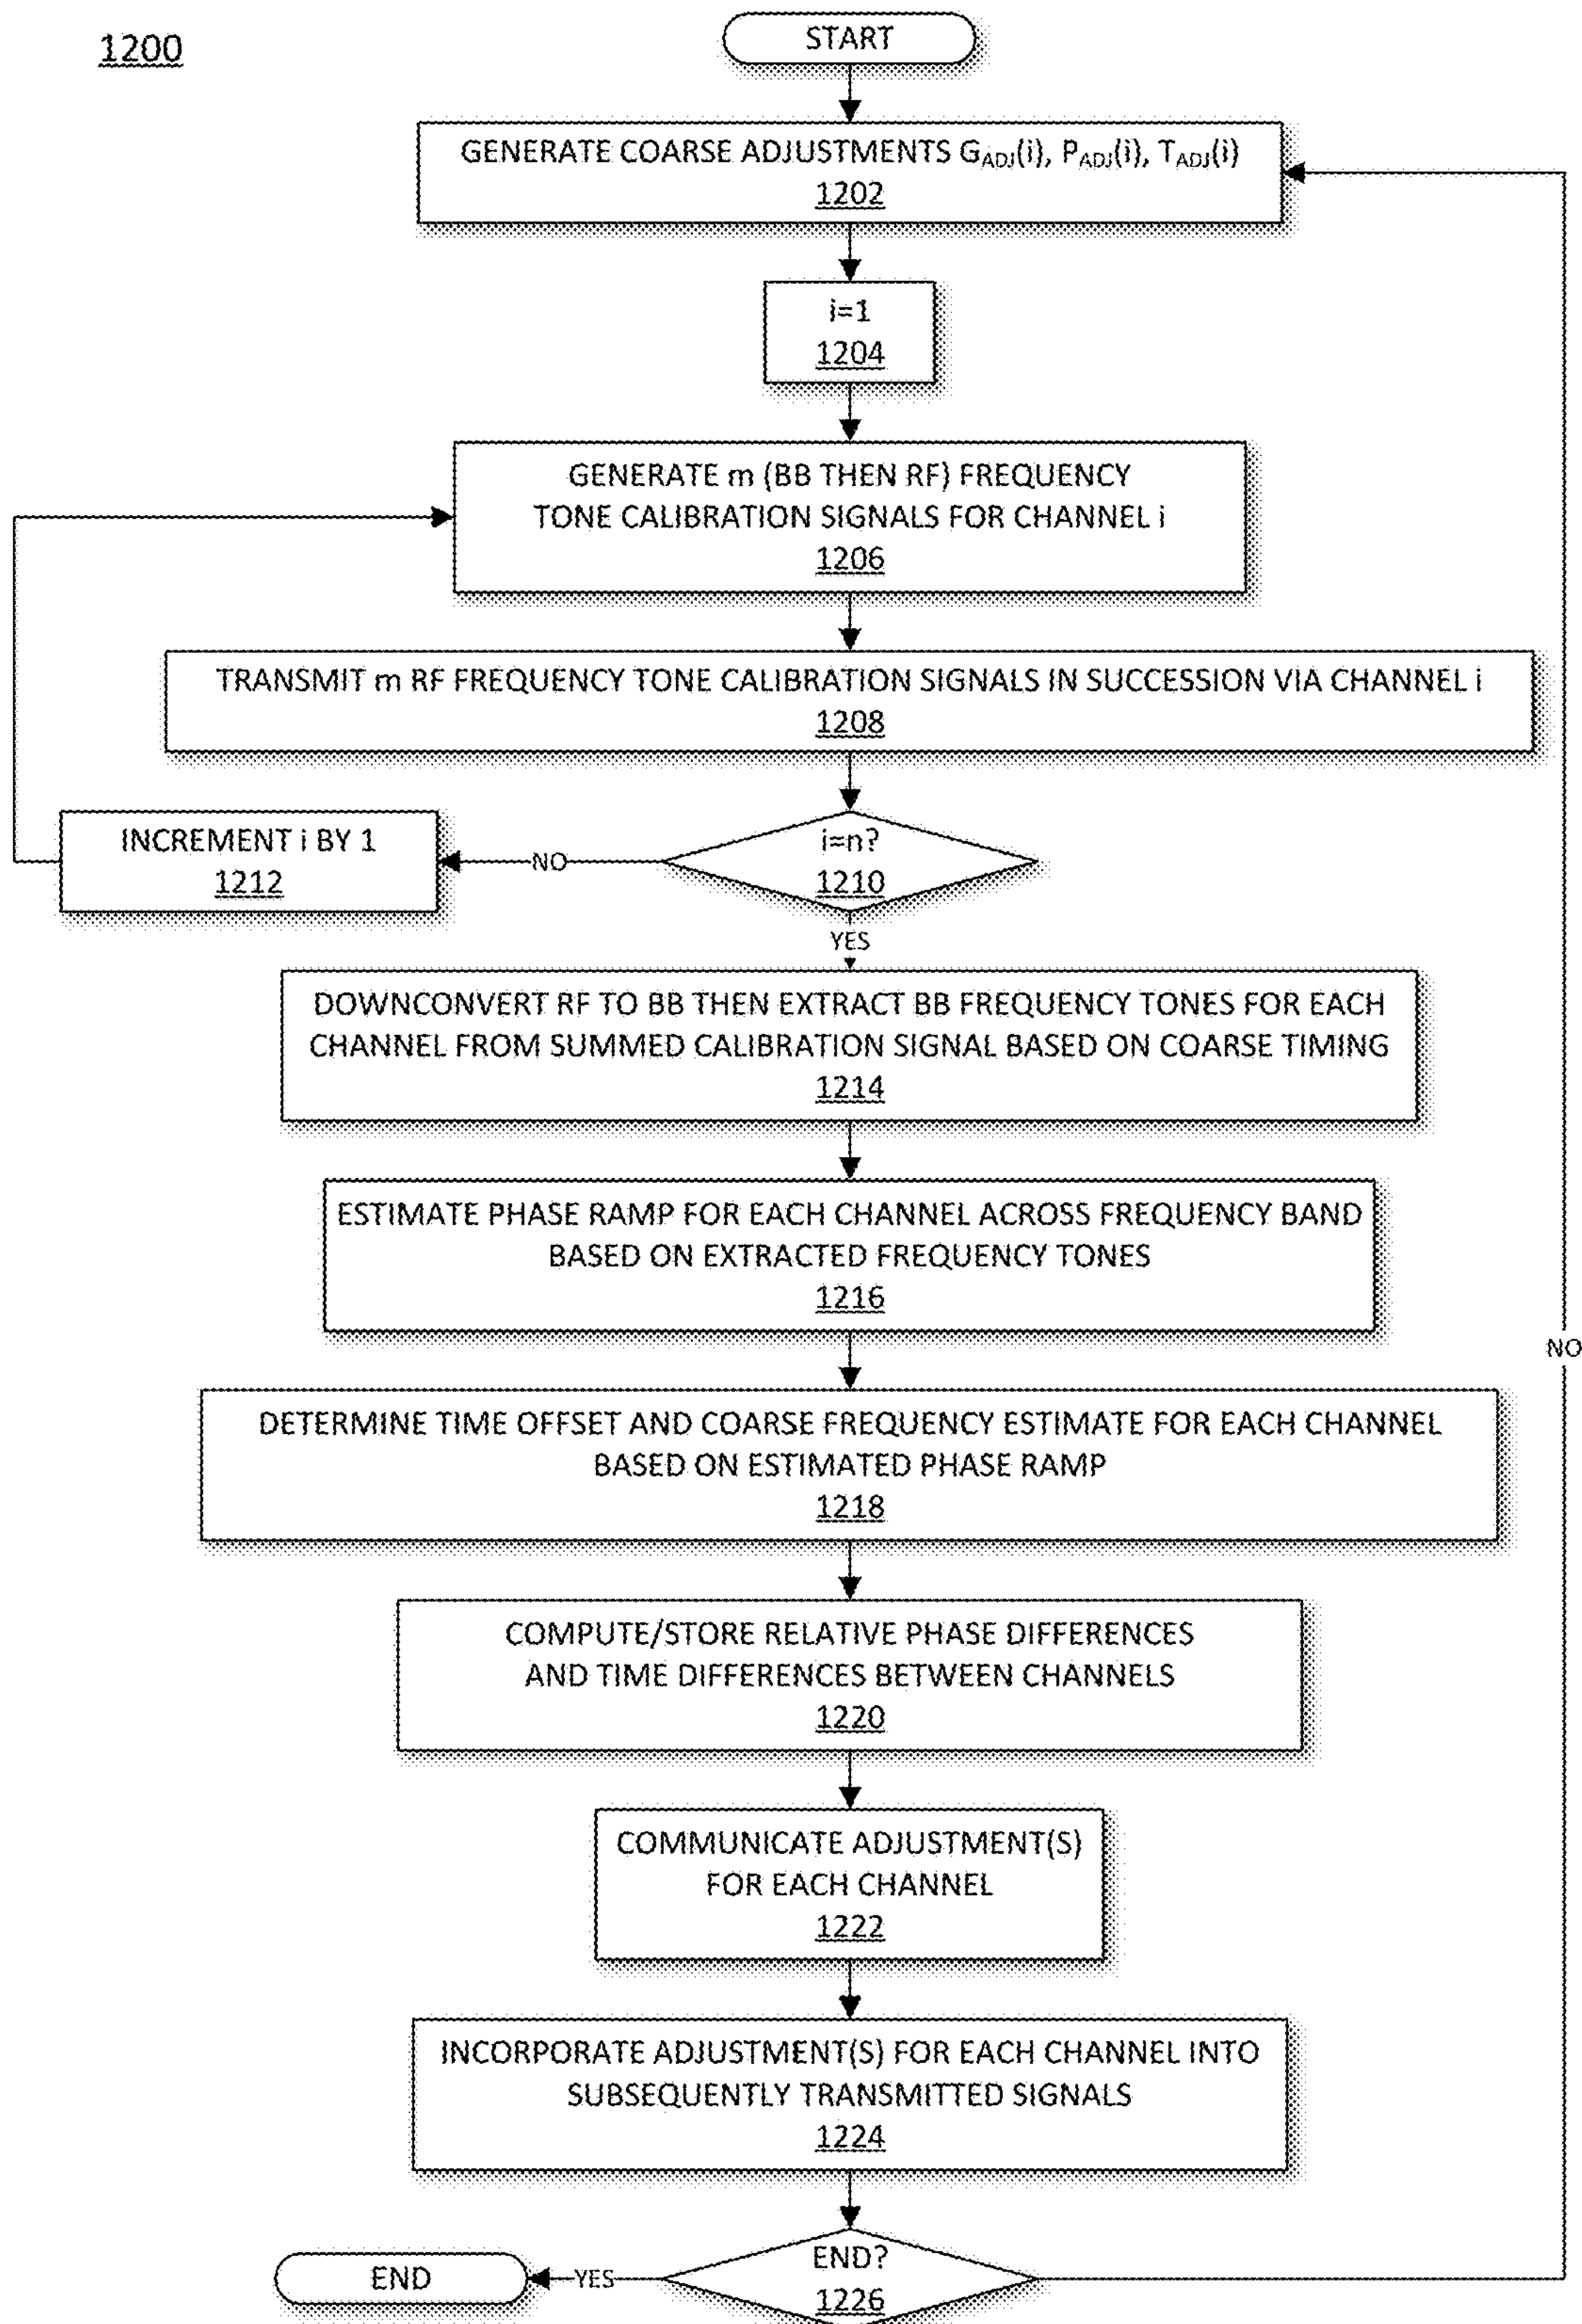 1200
START
GENERATE COARSE ADJUSTMENTS G_ADJ(i), P_ADJ(i), T_ADJ(i)
1202
i=1
1204
GENERATE m (BB THEN RF) FREQUENCY
TONE CALIBRATION SIGNALS FOR CHANNEL i
1206
TRANSMIT m RF FREQUENCY TONE CALIBRATION SIGNALS IN SUCCESSION VIA CHANNEL i
1208
i=n?
1210
NO
INCREMENT i BY 1
1212
YES
DOWNCONVERT RF TO BB THEN EXTRACT BB FREQUENCY TONES FOR EACH
CHANNEL FROM SUMMED CALIBRATION SIGNAL BASED ON COARSE TIMING
1214
ESTIMATE PHASE RAMP FOR EACH CHANNEL ACROSS FREQUENCY BAND
BASED ON EXTRACTED FREQUENCY TONES
1216
NO
DETERMINE TIME OFFSET AND COARSE FREQUENCY ESTIMATE FOR EACH CHANNEL
BASED ON ESTIMATED PHASE RAMP
1218
COMPUTE/STORE RELATIVE PHASE DIFFERENCES
AND TIME DIFFERENCES BETWEEN CHANNELS
1220
COMMUNICATE ADJUSTMENT(S)
FOR EACH CHANNEL
1222
INCORPORATE ADJUSTMENT(S) FOR EACH CHANNEL INTO
SUBSEQUENTLY TRANSMITTED SIGNALS
1224
END?
1226
YES
END